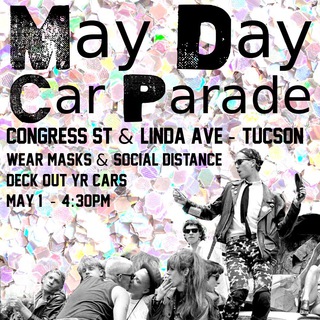 May Day
Car Parade
CONGRESS ST & LINDA AVE - TUCSON
WEAR MASKS & SOCIAL DISTANCE
DECK OUT YR CARS
MAY 1 - 4:30PM